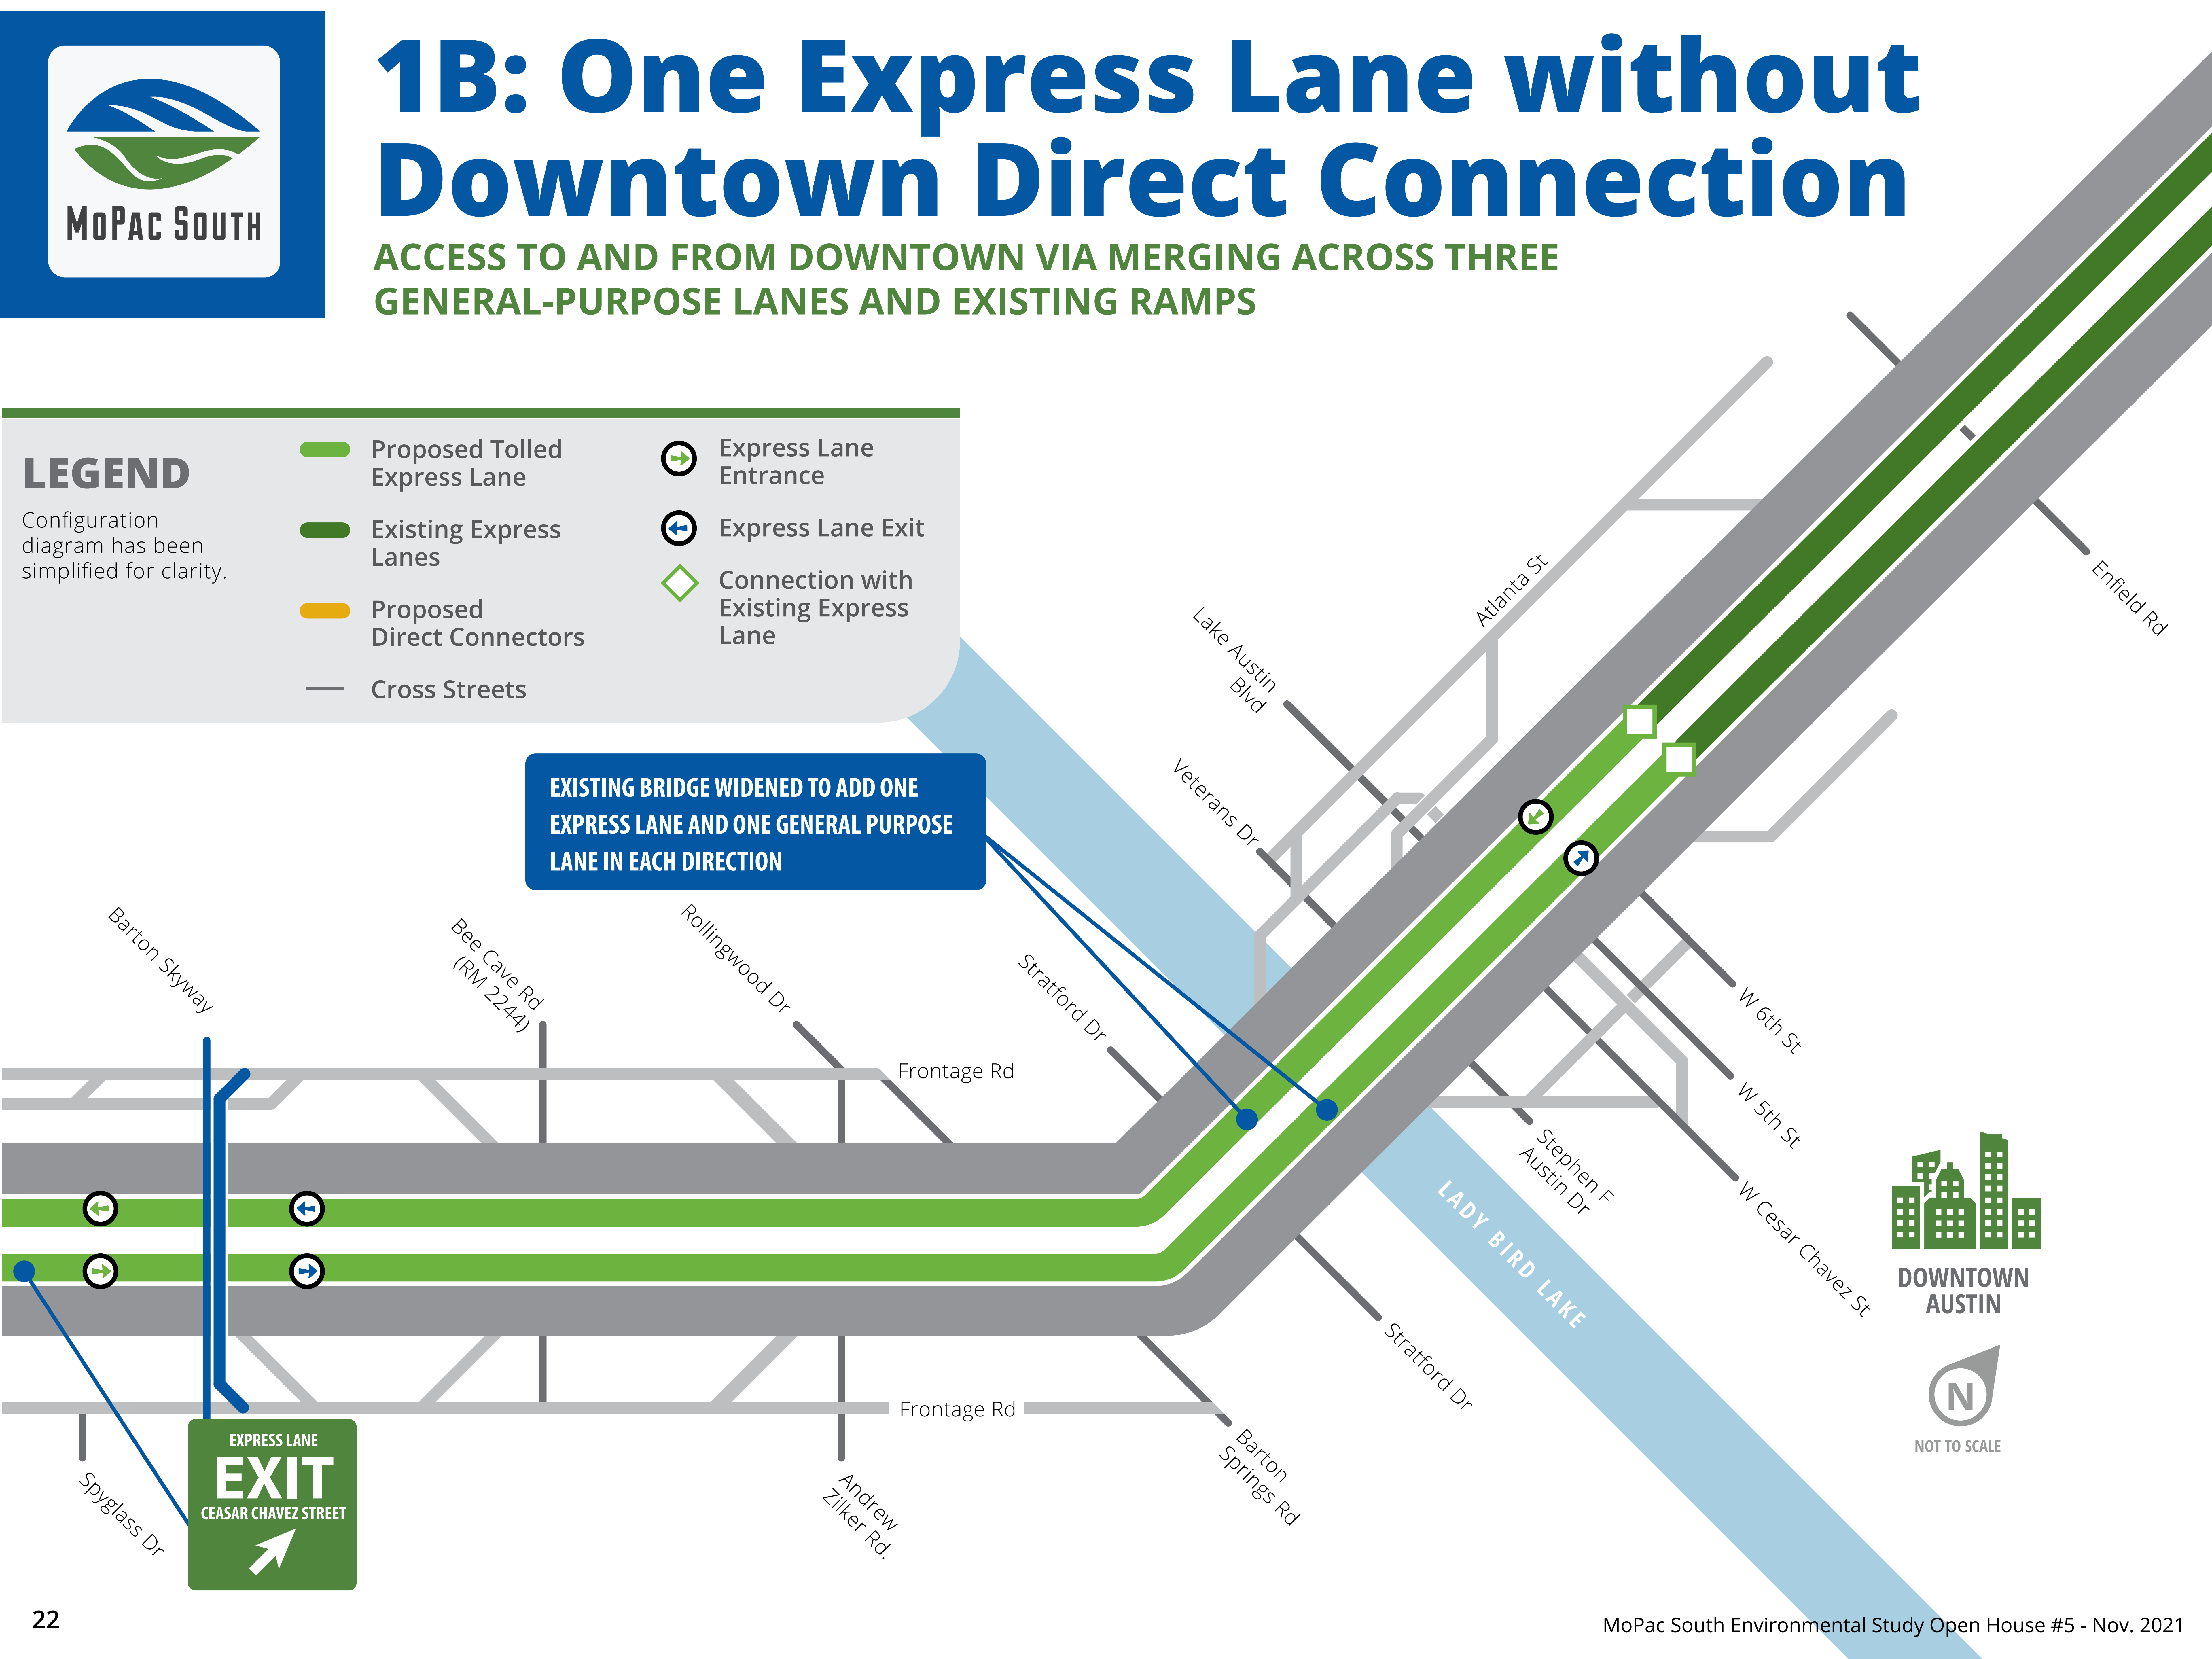 MoPac South
1B: One Express Lane without
Downtown Direct Connection
ACCESS TO AND FROM DOWNTOWN VIA MERGING ACROSS THREE
GENERAL-PURPOSE LANES AND EXISTING RAMPS
LEGEND
Configuration
diagram has been
simplified for clarity.
Proposed Tolled
Express Lane
Existing Express
Lanes
Proposed
Direct Connectors
Cross Streets
Express Lane
Entrance
Express Lane Exit
Connection with
Existing Express
Lane
EXISTING BRIDGE WIDENED TO ADD ONE
EXPRESS LANE AND ONE GENERAL PURPOSE
LANE IN EACH DIRECTION
Atlanta St
Enfield Rd
Lake Austin
Blvd
Veterans Dr
Barton Skyway
Bee Cave Rd
(RM 2244)
Rollingwood Dr
Stratford Dr
Frontage Rd
W 6th St
W 5th St
W Cesar Chavez St
Stephen F
Austin Dr
LADY BIRD LAKE
DOWNTOWN
AUSTIN
Stratford Dr
N
NOT TO SCALE
Frontage Rd
Barton
Springs Rd
Andrew
Zilker Rd.
Spyglass Dr
EXPRESS LANE
EXIT
CEASAR CHAVEZ STREET
22
MoPac South Environmental Study Open House #5 - Nov. 2021